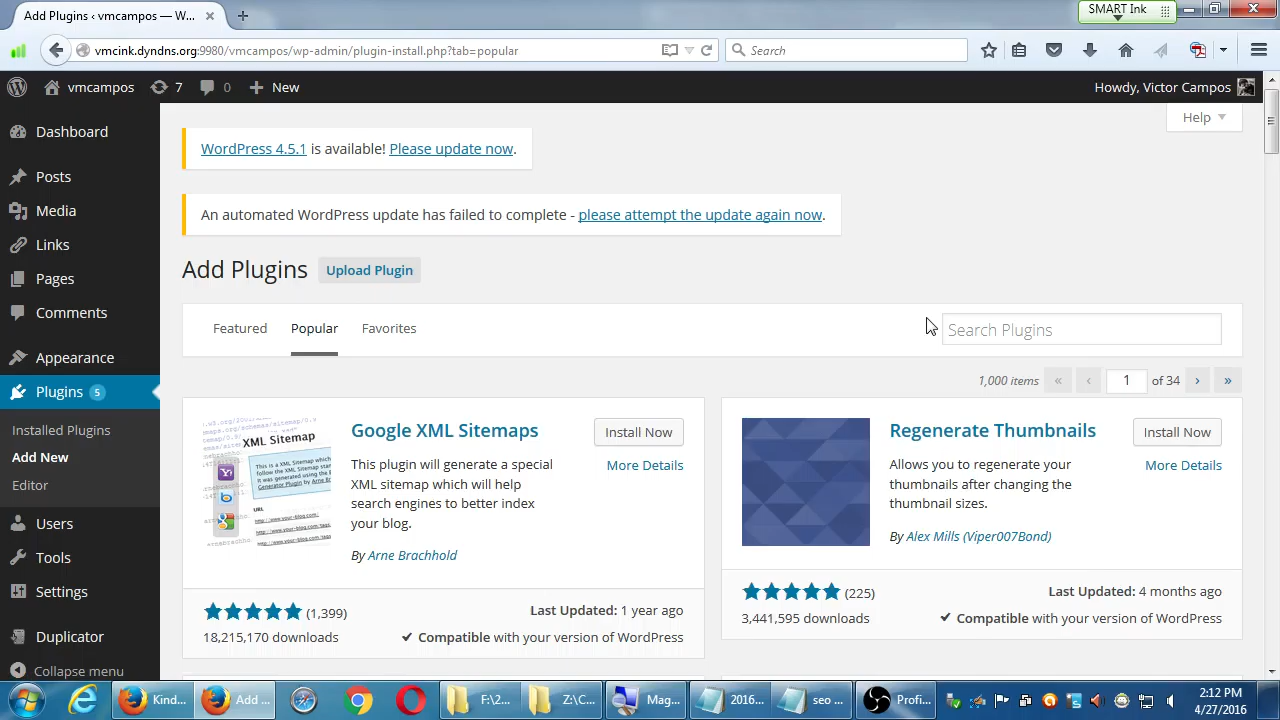 Add Plugins ‹ vmcampos — W...
SMART Ink
vmcink.dyndns.org:9980/vmcampos/wp-admin/plugin-install.php?tab=popular
Search
vmcampos
7
0
New
Howdy, Victor Campos
Help
Dashboard
Posts
Media
Links
Pages
Comments
Appearance
Plugins 5
Installed Plugins
Add New
Editor
Users
Tools
Settings
Duplicator
Collapse menu
WordPress 4.5.1 is available! Please update now.
An automated WordPress update has failed to complete - please attempt the update again now.
Add Plugins
Upload Plugin
Featured
Popular
Favorites
Search Plugins
1,000 items « ‹ 1 of 34 › »
XML Sitemap
Google XML Sitemaps
Install Now
More Details
This plugin will generate a special
XML sitemap which will help
search engines to better index
your blog.
By Arne Brachhold
(1,399)
18,215,170 downloads
Last Updated: 1 year ago
Compatible with your version of WordPress
Regenerate Thumbnails
Install Now
More Details
Allows you to regenerate your
thumbnails after changing the
thumbnail sizes.
By Alex Mills (Viper007Bond)
(225)
3,441,595 downloads
Last Updated: 4 months ago
Compatible with your version of WordPress
Kind...
Add ...
F:\2...
Z:\C...
Mag...
2016...
seo ...
Profi...
2:12 PM
4/27/2016